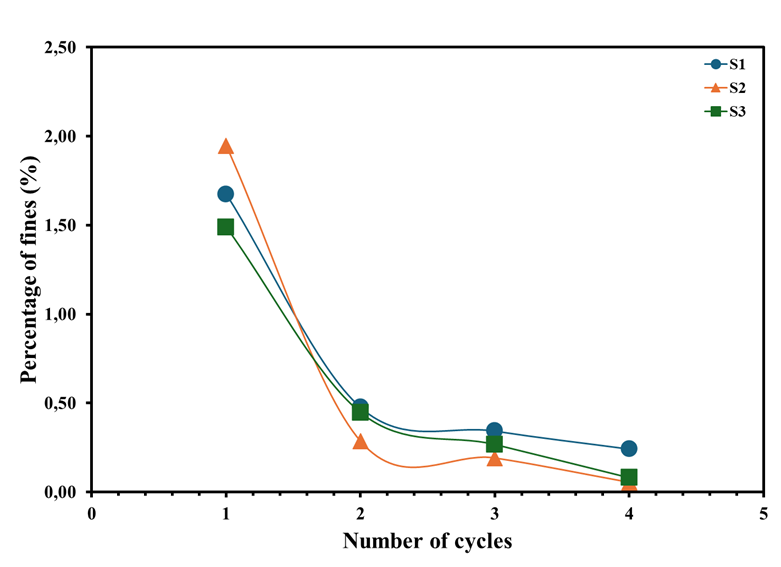 2,50
2,00
1,50
1,00
0,50
0,00
Percentage of fines (%)
S1
S2
S3
0 1 2 3 4 5
Number of cycles